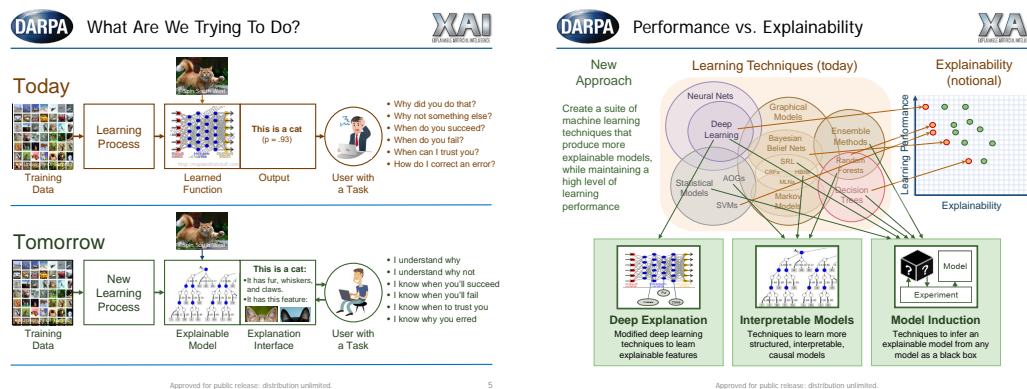 DARPA
What Are We Trying To Do?
XAI
EXPLAINABLE ARTIFICIAL INTELLIGENCE
Today
Training
Data
Learning
Process
Learned
Function
This is a cat
(p = .93)
Output
User with
a Task
• Why did you do that?
• Why not something else?
• When do you succeed?
• When do you fail?
• When can I trust you?
• How do I correct an error?
Tomorrow
Training
Data
New
Learning
Process
Explainable
Model
This is a cat:
•It has fur, whiskers,
and claws.
•It has this feature:
Explanation
Interface
User with
a Task
• I understand why
• I understand why not
• I know when you'll succeed
• I know when you'll fail
• I know when to trust you
• I know why you erred
Approved for public release: distribution unlimited.
5
DARPA
Performance vs. Explainability
XA
New
Approach
Create a suite of
machine learning
techniques that
produce more
explainable models,
while maintaining a
high level of
learning
performance
Learning Techniques (today)
Neural Nets
Deep
Learning
Graphical
Models
Bayesian
Belief Nets
Ensemble
Methods
SRL
Random
Forests
CRFs
HBNs
AOGs
MLNs
Statistical
Models
Decision
Trees
SVMs
Markov
Models
Explainability
(notional)
Learning Performance
Explainability
Deep Explanation
Modified deep learning
techniques to learn
explainable features
Interpretable Models
Techniques to learn more
structured, interpretable,
causal models
?
?
Model
Experiment
Model Induction
Techniques to infer an
explainable model from any
model as a black box
Approved for public release: distribution unlimited.